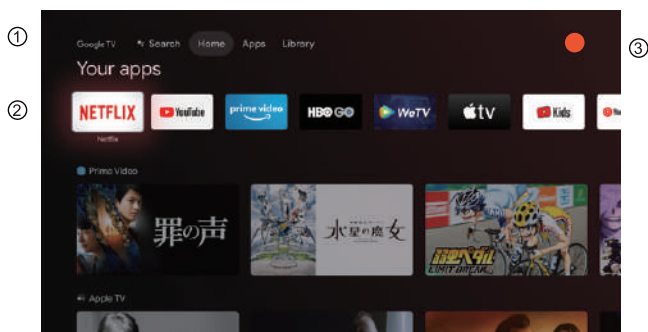 ①
③
Google TV Search Home Apps Library
Your apps
②
NETFLIX YouTube prime video HBO GO WeTV tv Kids
Netflix
Prime Video
罪の声 水星の魔女 弱虫ペダル
LIMIT BREAK
Apple TV